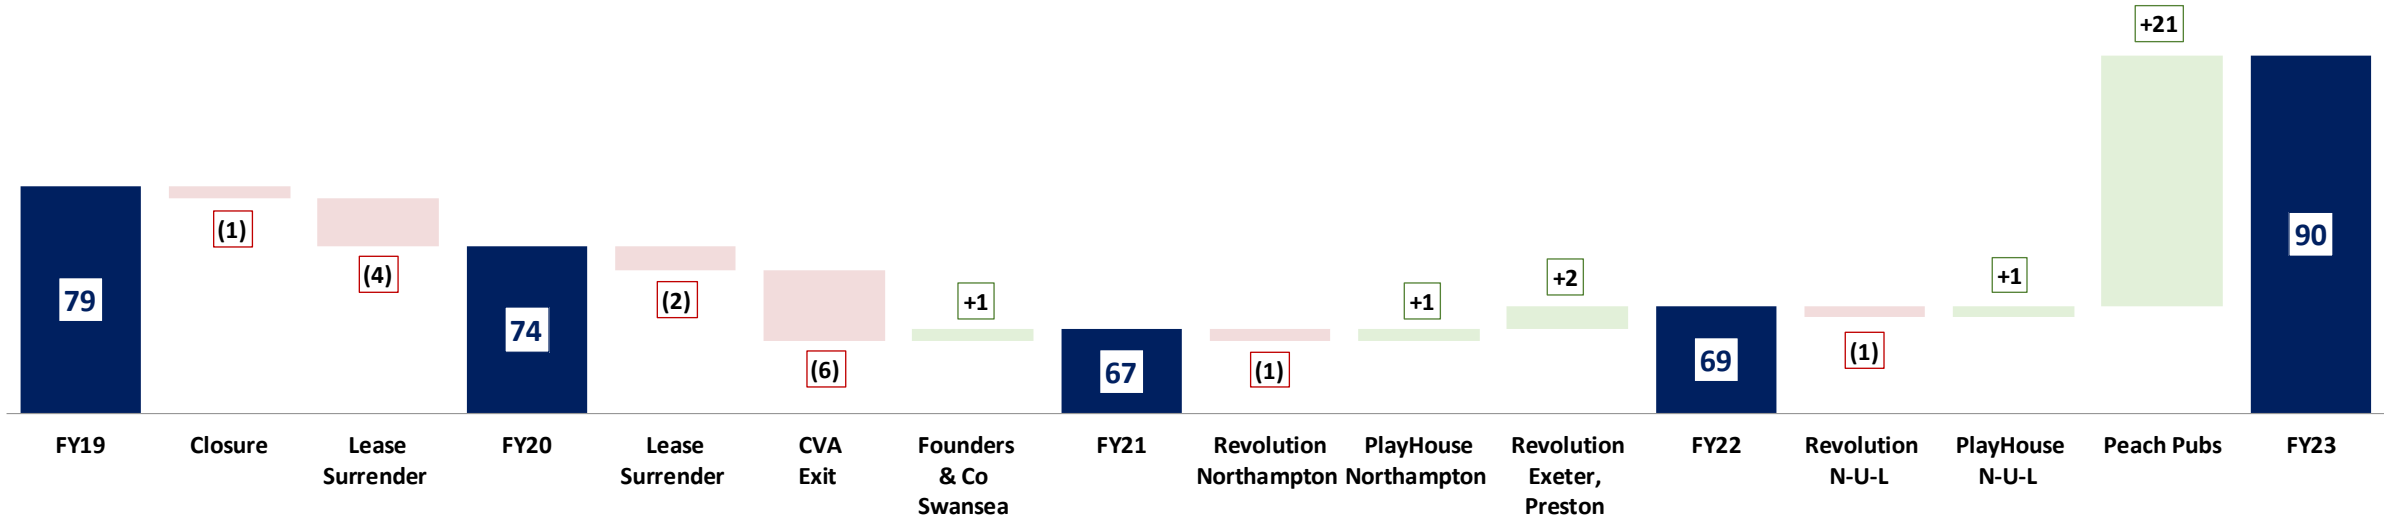 +21
79
(1)
(4)
74
(2)
(6)
+1
67
(1)
+1
+2
69
(1)
+1
90
FY19
Closure
Lease
Surrender
FY20
Lease
Surrender
CVA
Exit
Founders
& Co
Swansea
FY21
Revolution
Northampton
PlayHouse
Northampton
Revolution
Exeter,
Preston
FY22
Revolution
N-U-L
PlayHouse
N-U-L
Peach Pubs
FY23